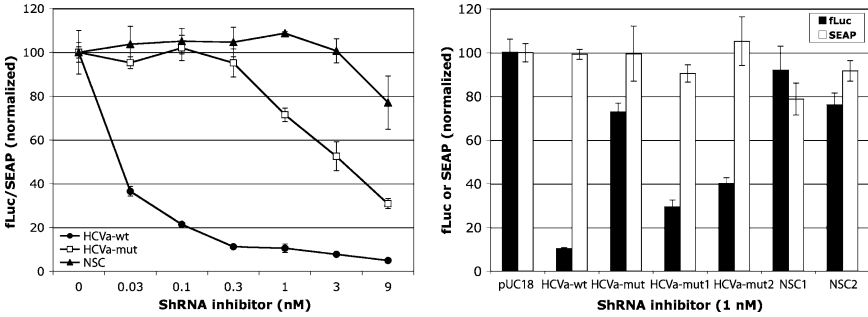 fLuc/SEAP (normalized)
120
100
80
60
40
20
0
HCVa-wt
HCVa-mut
NSC
0 0.03 0.1 0.3 1 3 9
ShRNA inhibitor (nM)
fLuc or SEAP (normalized)
120
100
80
60
40
20
0
fLuc
SEAP
pUC18 HCVa-wt HCVa-mut HCVa-mut1 HCVa-mut2 NSC1 NSC2
ShRNA inhibitor (1 nM)